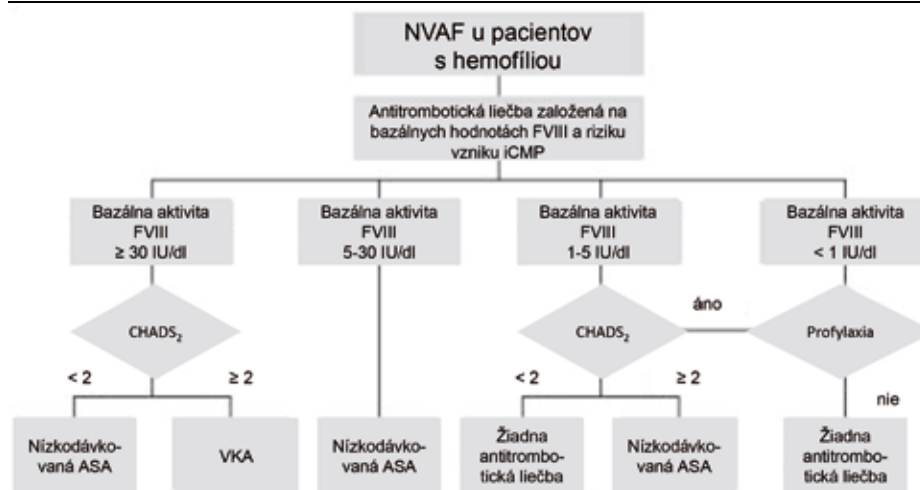 NVAF u pacientov
s hemofíliou
Antitrombotická liečba založená na
bazálnych hodnotách FVIII a riziku
vzniku iCMP
Bazálna aktivita
FVIII
≥ 30 IU/dl
Bazálna aktivita
FVIII
5-30 IU/dl
Bazálna aktivita
FVIII
1-5 IU/dl
Bazálna aktivita
FVIII
< 1 IU/dl
CHADS₂
CHADS₂
áno
Profylaxia
< 2
≥ 2
< 2
≥ 2
nie
Nízkodávko-
vaná ASA
VKA
Nízkodávko-
vaná ASA
Žiadna
antitrombo-
tická liečba
Nízkodávko-
vaná ASA
Žiadna
antitrombo-
tická liečba